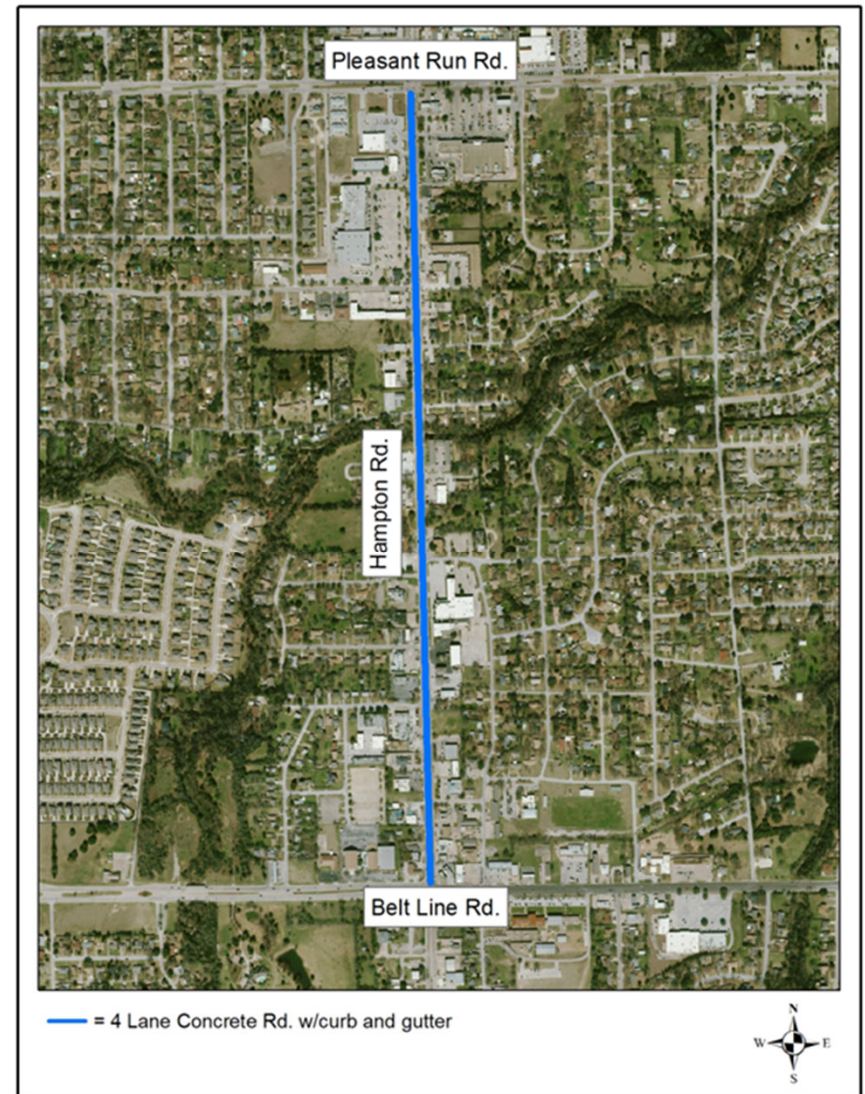 Pleasant Run Rd.
Hampton Rd.
Belt Line Rd.
= 4 Lane Concrete Rd. w/curb and gutter
N
W E
S